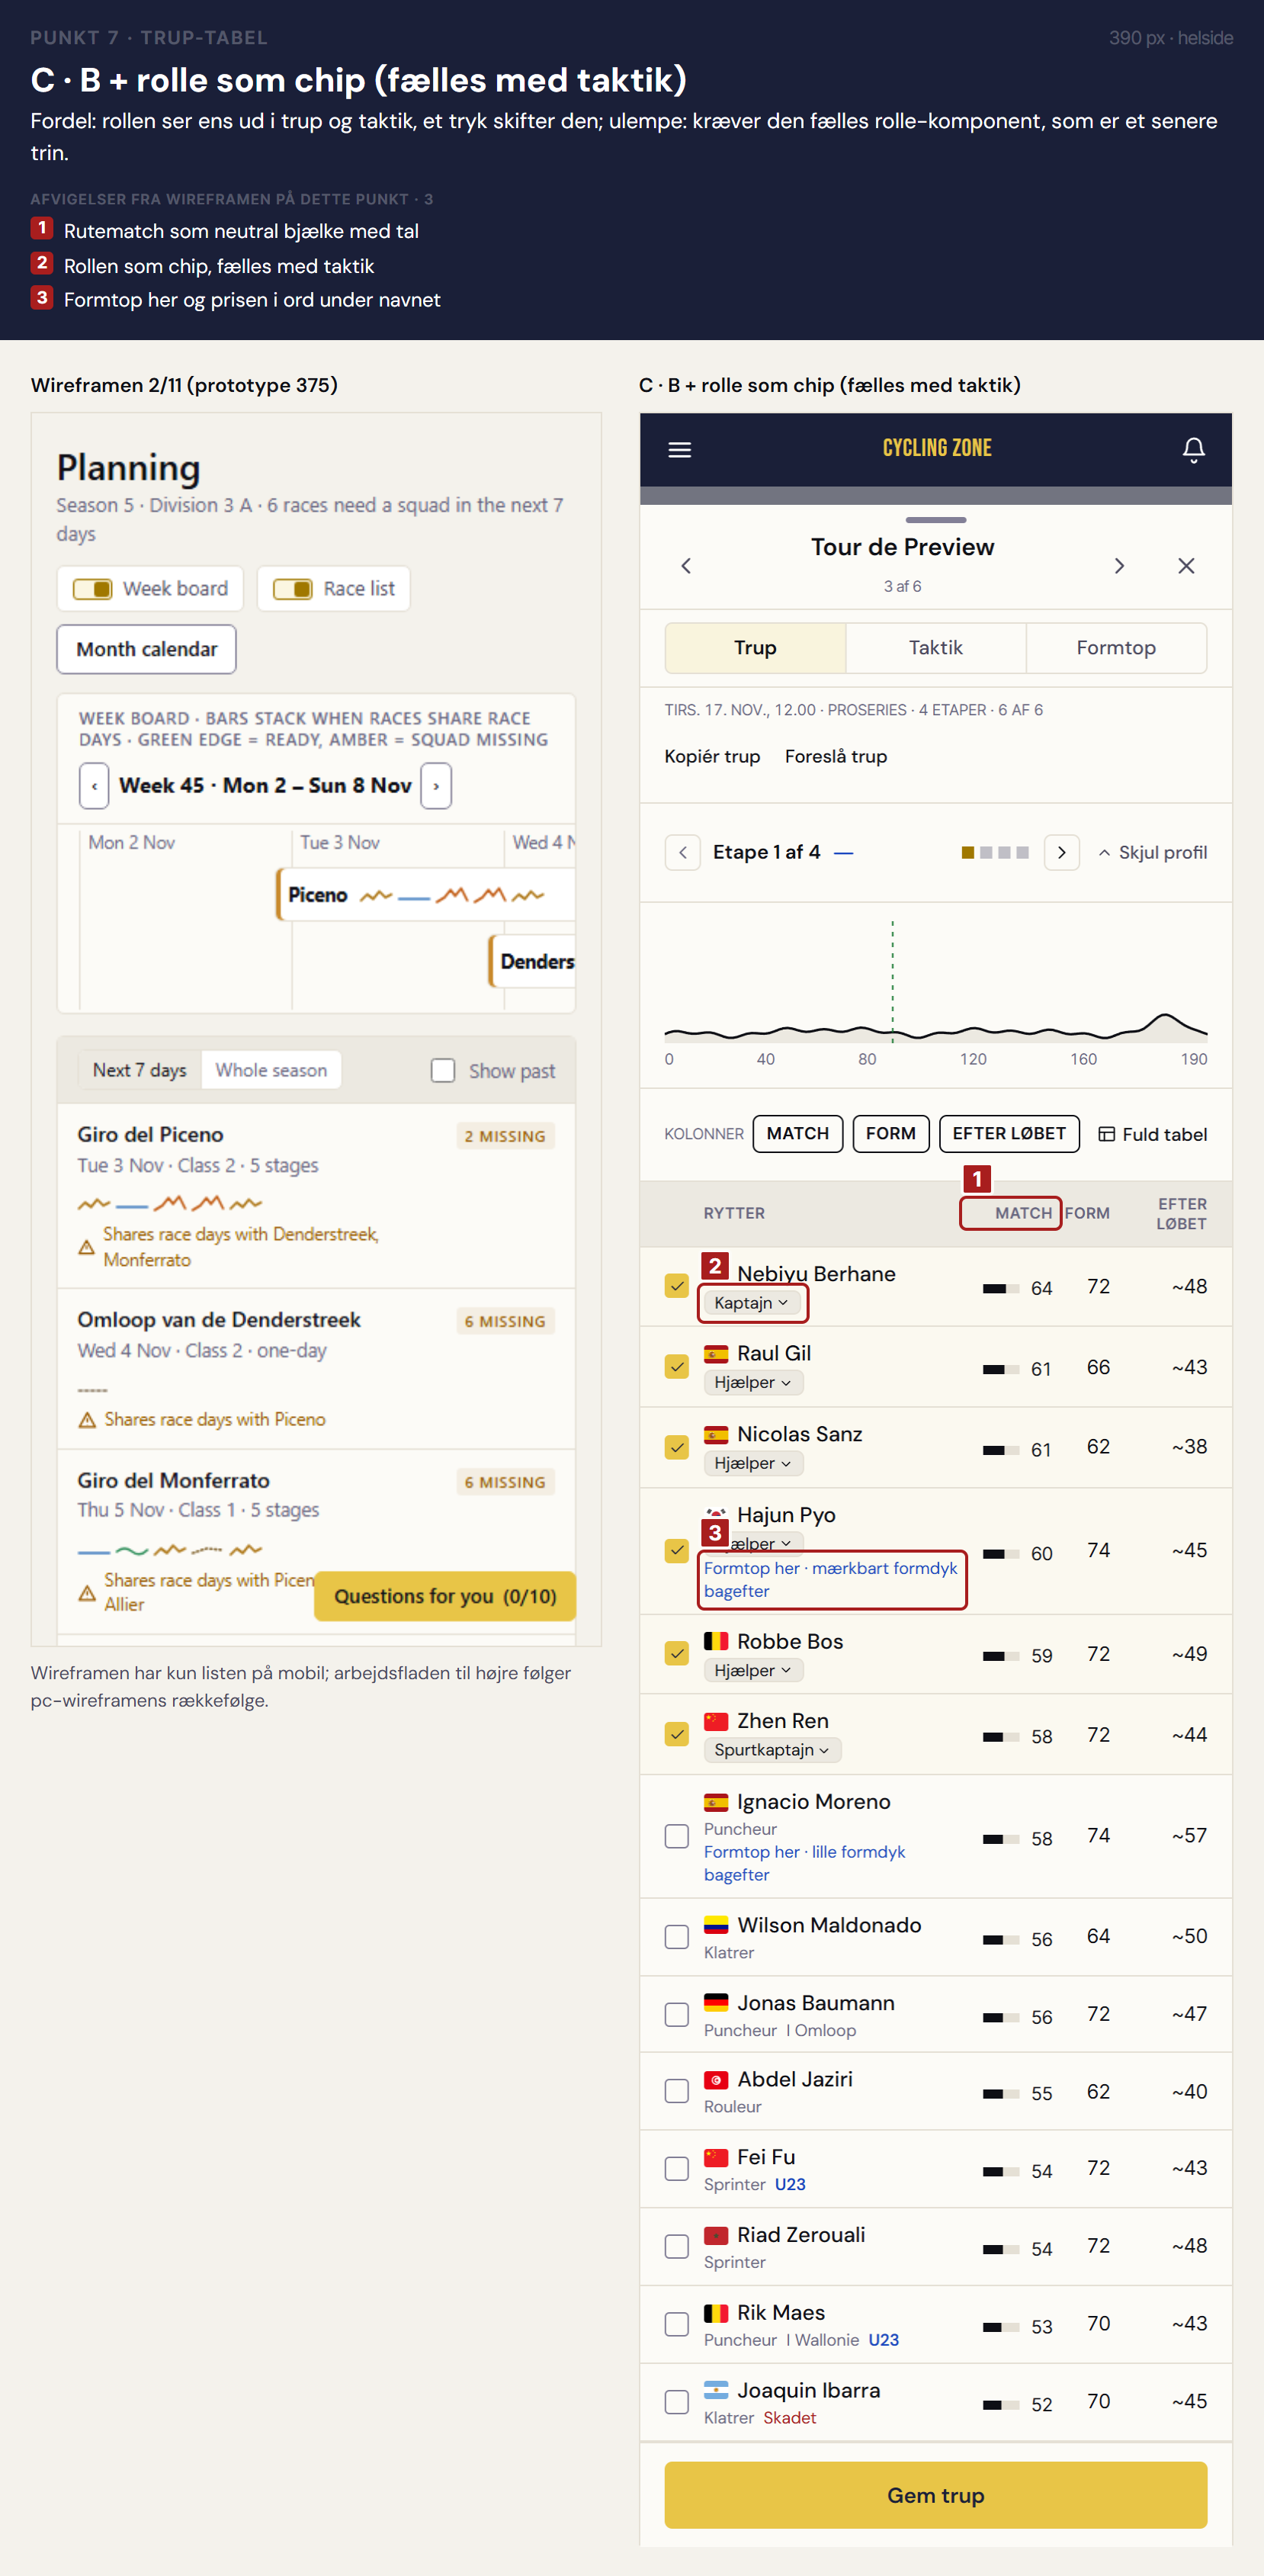 PUNKT 7 · TRUP-TABEL
390 px · helside
C · B + rolle som chip (fælles med taktik)
Fordel: rollen ser ens ud i trup og taktik, et tryk skifter den; ulempe: kræver den fælles rolle-komponent, som er et senere
trin.
AFVIGELSER FRA WIREFRAMEN PÅ DETTE PUNKT · 3
1 Rutematch som neutral bjælke med tal
2 Rollen som chip, fælles med taktik
3 Formtop her og prisen i ord under navnet
Wireframen 2/11 (prototype 375)
Planning
Season 5 · Division 3 A · 6 races need a squad in the next 7
days
Week board
Race list
Month calendar
WEEK BOARD · BARS STACK WHEN RACES SHARE RACE
DAYS · GREEN EDGE = READY, AMBER = SQUAD MISSING
‹ Week 45 · Mon 2 – Sun 8 Nov ›
Mon 2 Nov
Tue 3 Nov
Wed 4 N
Piceno
Denders
Next 7 days
Whole season
Show past
Giro del Piceno
2 MISSING
Tue 3 Nov · Class 2 · 5 stages
Shares race days with Denderstreek,
Monferrato
Omloop van de Denderstreek
6 MISSING
Wed 4 Nov · Class 2 · one-day
Shares race days with Piceno
Giro del Monferrato
6 MISSING
Thu 5 Nov · Class 1 · 5 stages
Shares race days with Picen
Allier
Questions for you (0/10)
Wireframen har kun listen på mobil; arbejdsfladen til højre følger
pc-wireframens rækkefølge.
C · B + rolle som chip (fælles med taktik)
CYCLING ZONE
Tour de Preview
3 af 6
Trup
Taktik
Formtop
TIRS. 17. NOV., 12.00 · PROSERIES · 4 ETAPER · 6 AF 6
Kopiér trup
Foreslå trup
Etape 1 af 4
Skjul profil
0 40 80 120 160 190
KOLONNER MATCH FORM EFTER LØBET Fuld tabel
1
RYTTER MATCH FORM EFTER
LØBET
2
Nebiyu Berhane 64 72 ~48
Kaptajn
Raul Gil 61 66 ~43
Hjælper
Nicolas Sanz 61 62 ~38
Hjælper
Hajun Pyo 60 74 ~45
3
ælper
Formtop her · mærkbart formdyk
bagefter
Robbe Bos 59 72 ~49
Hjælper
Zhen Ren 58 72 ~44
Spurtkaptajn
Ignacio Moreno 58 74 ~57
Puncheur
Formtop her · lille formdyk
bagefter
Wilson Maldonado 56 64 ~50
Klatrer
Jonas Baumann 56 72 ~47
Puncheur I Omloop
Abdel Jaziri 55 62 ~40
Rouleur
Fei Fu 54 72 ~43
Sprinter U23
Riad Zerouali 54 72 ~48
Sprinter
Rik Maes 53 70 ~43
Puncheur I Wallonie U23
Joaquin Ibarra 52 70 ~45
Klatrer Skadet
Gem trup